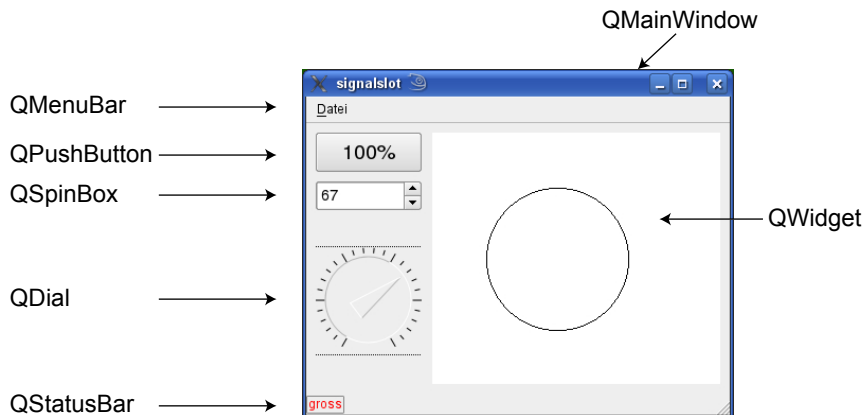 QMainWindow
signalslot
QMenuBar
Datei
QPushButton
100%
QSpinBox
67
QWidget
QDial
QStatusBar
gross